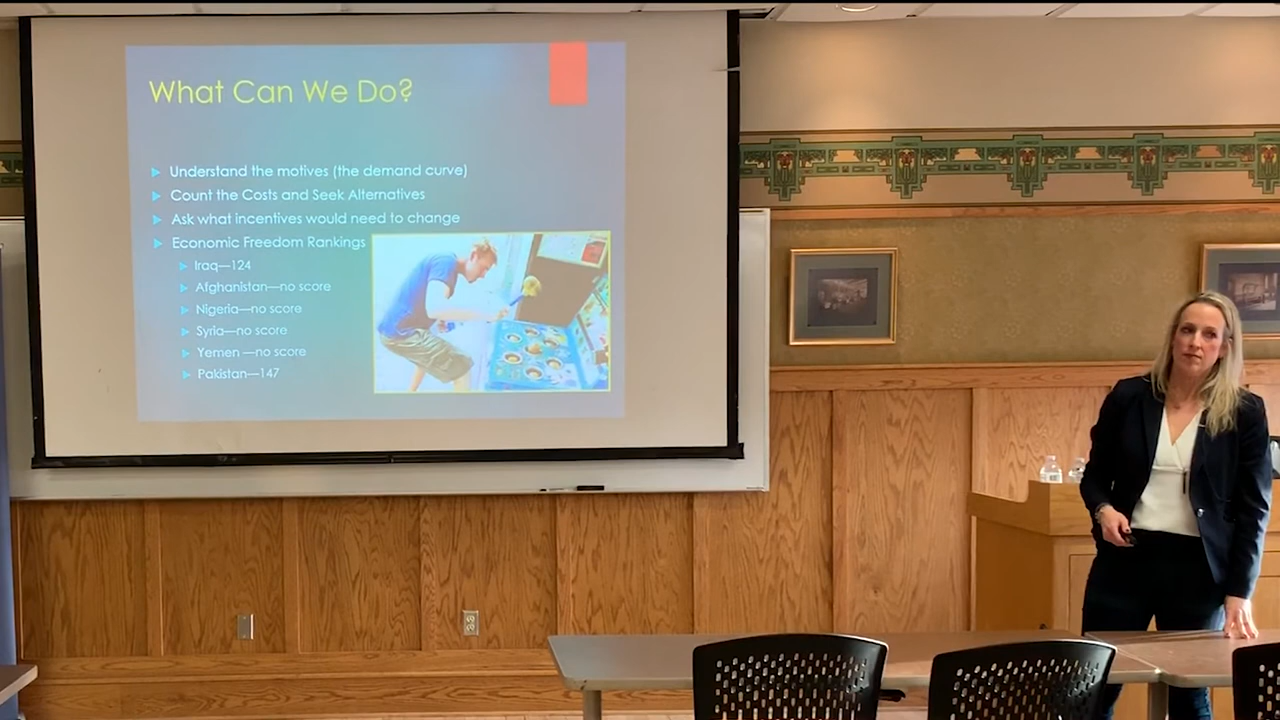 What Can We Do?
Understand the motives (the demand curve)
Count the Costs and Seek Alternatives
Ask what incentives would need to change
Economic Freedom Rankings
Iraq—124
Afghanistan—no score
Nigeria—no score
Syria—no score
Yemen —no score
Pakistan—147